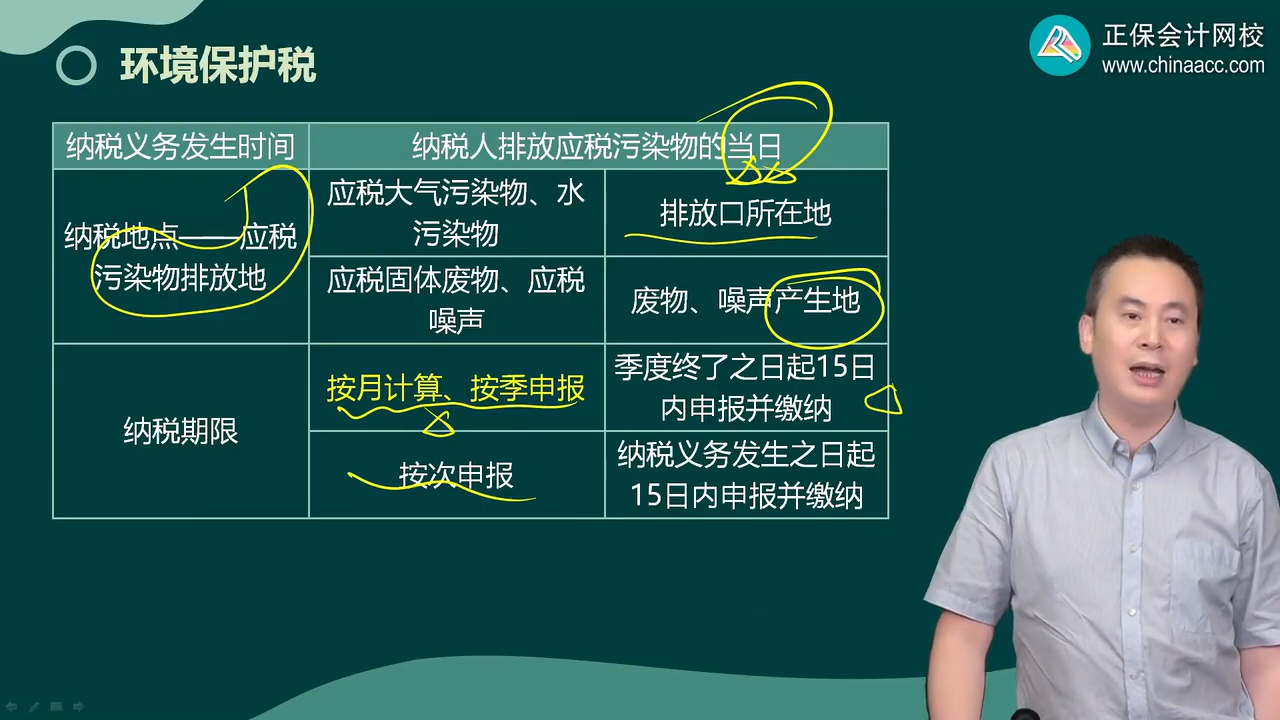 环境保护税
正保会计网校
www.chinaacc.com
纳税义务发生时间
纳税人排放应税污染物的当日
纳税地点——应税
污染物排放地
应税大气污染物、水
污染物
排放口所在地
应税固体废物、应税
噪声
废物、噪声产生地
纳税期限
按月计算、按季申报
季度终了之日起15日
内申报并缴纳
按次申报
纳税义务发生之日起
15日内申报并缴纳